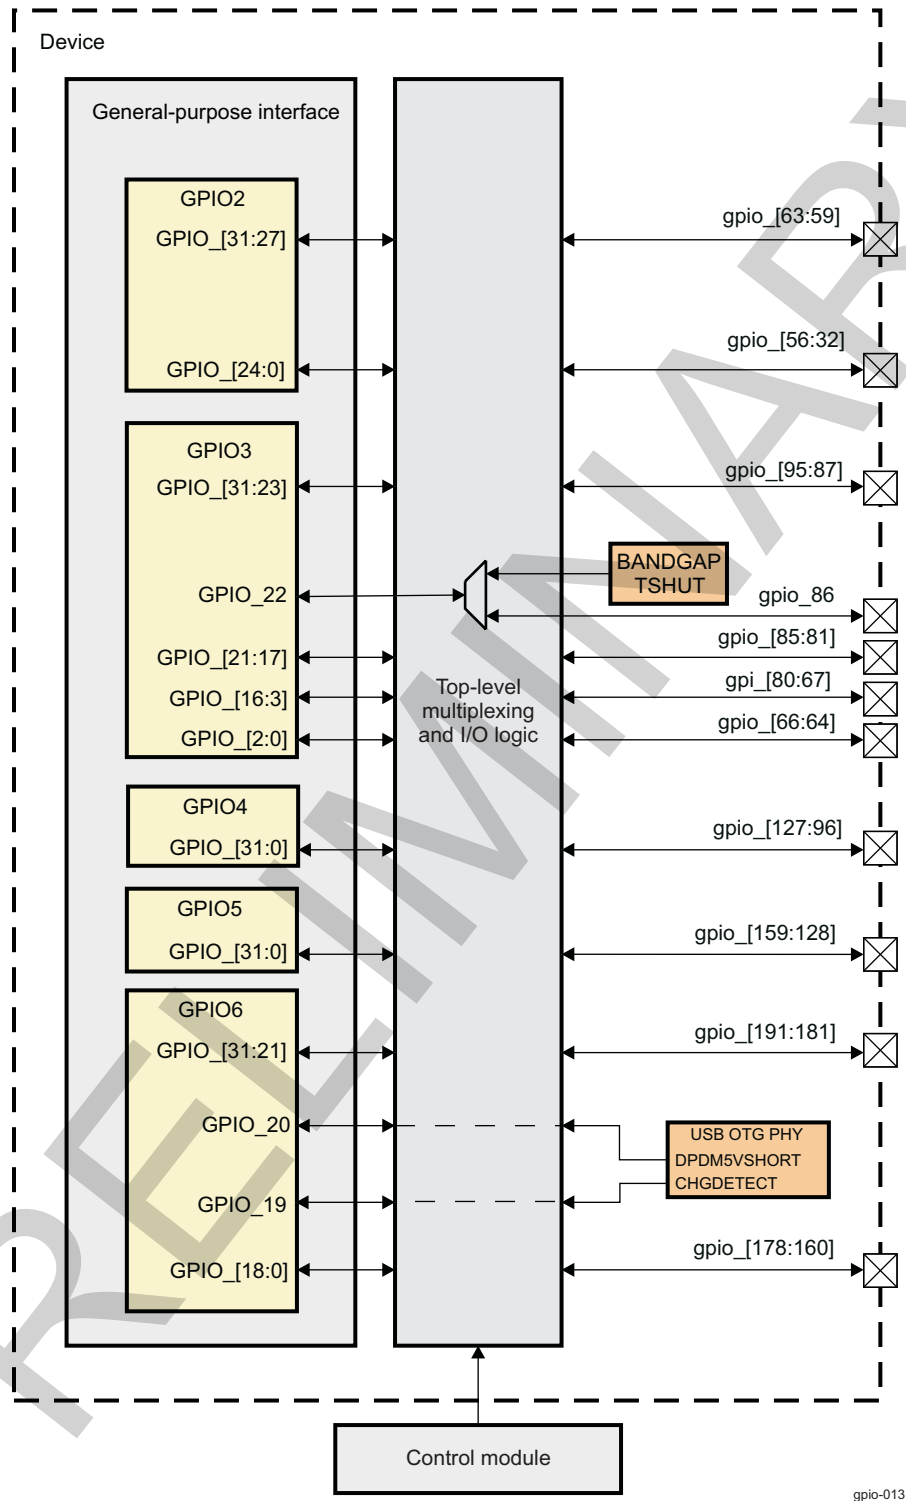 Device
General-purpose interface
GPIO2
GPIO_[31:27]
gpio_[63:59]
GPIO_[24:0]
gpio_[56:32]
GPIO3
GPIO_[31:23]
gpio_[95:87]
BANDGAP
TSHUT
GPIO_22
gpio_86
GPIO_[21:17]
gpio_[85:81]
GPIO_[16:3]
gpi_[80:67]
GPIO_[2:0]
gpio_[66:64]
Top-level
multiplexing
and I/O logic
GPIO4
GPIO_[31:0]
gpio_[127:96]
GPIO5
GPIO_[31:0]
gpio_[159:128]
GPIO6
GPIO_[31:21]
gpio_[191:181]
GPIO_20
USB OTG PHY
DPDM5VSHORT
CHGDETECT
GPIO_19
GPIO_[18:0]
gpio_[178:160]
Control module
gpio-013
PRELIMINARY